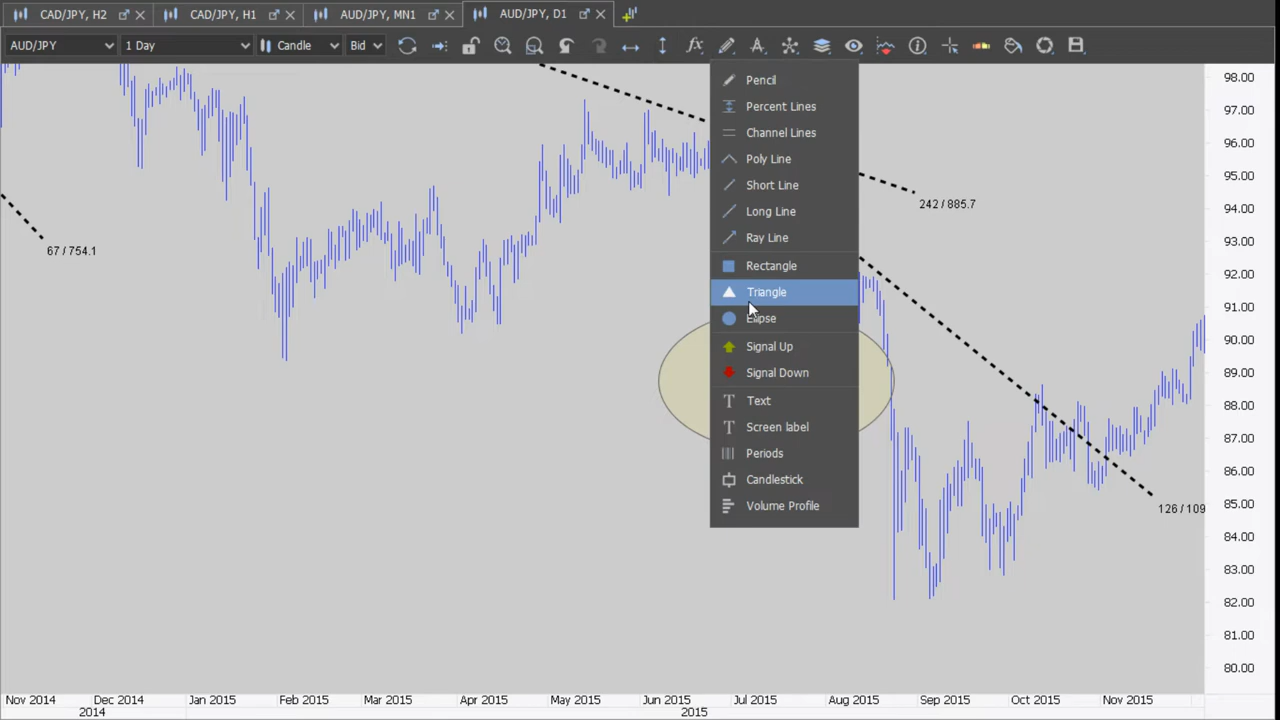 CAD/JPY, H2
CAD/JPY, H1
AUD/JPY, MN1
AUD/JPY, D1
AUD/JPY
1 Day
Candle
Bid
Pencil
Percent Lines
Channel Lines
Poly Line
Short Line
Long Line
Ray Line
Rectangle
Triangle
Elipse
Signal Up
Signal Down
Text
Screen label
Periods
Candlestick
Volume Profile
67 / 754.1
242 / 885.7
126 / 109
98.00
97.00
96.00
95.00
94.00
93.00
92.00
91.00
90.00
89.00
88.00
87.00
86.00
85.00
84.00
83.00
82.00
81.00
80.00
Nov 2014
Dec 2014
Jan 2015
Feb 2015
Mar 2015
Apr 2015
May 2015
Jun 2015
Jul 2015
Aug 2015
Sep 2015
Oct 2015
Nov 2015
2014
2015